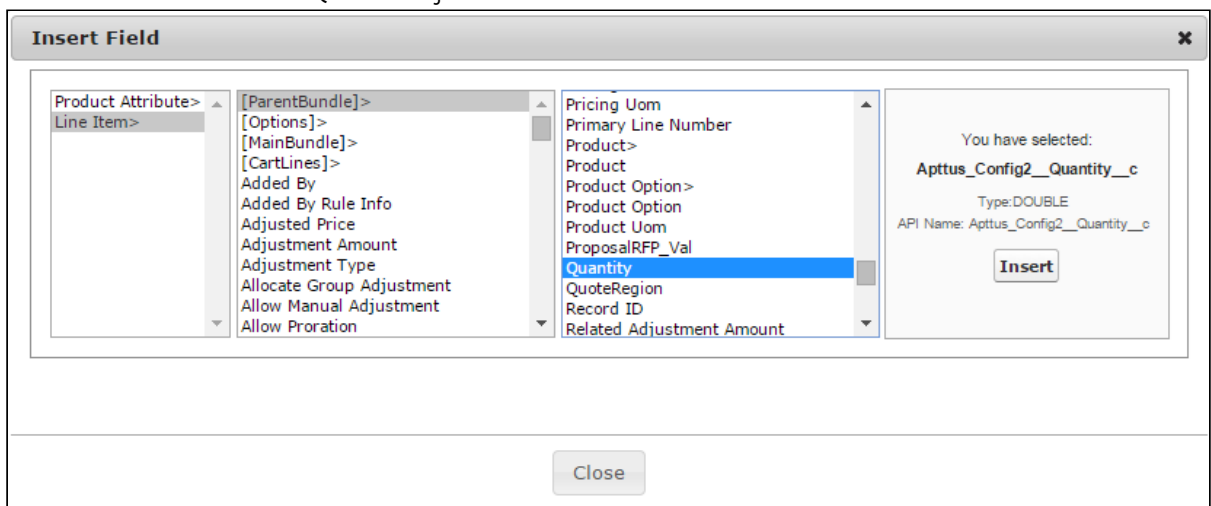 Insert Field
Product Attribute>
Line Item>
[ParentBundle]>
[Options]>
[MainBundle]>
[CartLines]>
Added By
Added By Rule Info
Adjusted Price
Adjustment Amount
Adjustment Type
Allocate Group Adjustment
Allow Manual Adjustment
Allow Proration
Pricing Uom
Primary Line Number
Product>
Product
Product Option>
Product Option
Product Uom
ProposalRFP_Val
Quantity
QuoteRegion
Record ID
Related Adjustment Amount
You have selected:
Apttus_Config2__Quantity__c
Type:DOUBLE
API Name: Apttus_Config2__Quantity__c
Insert
Close